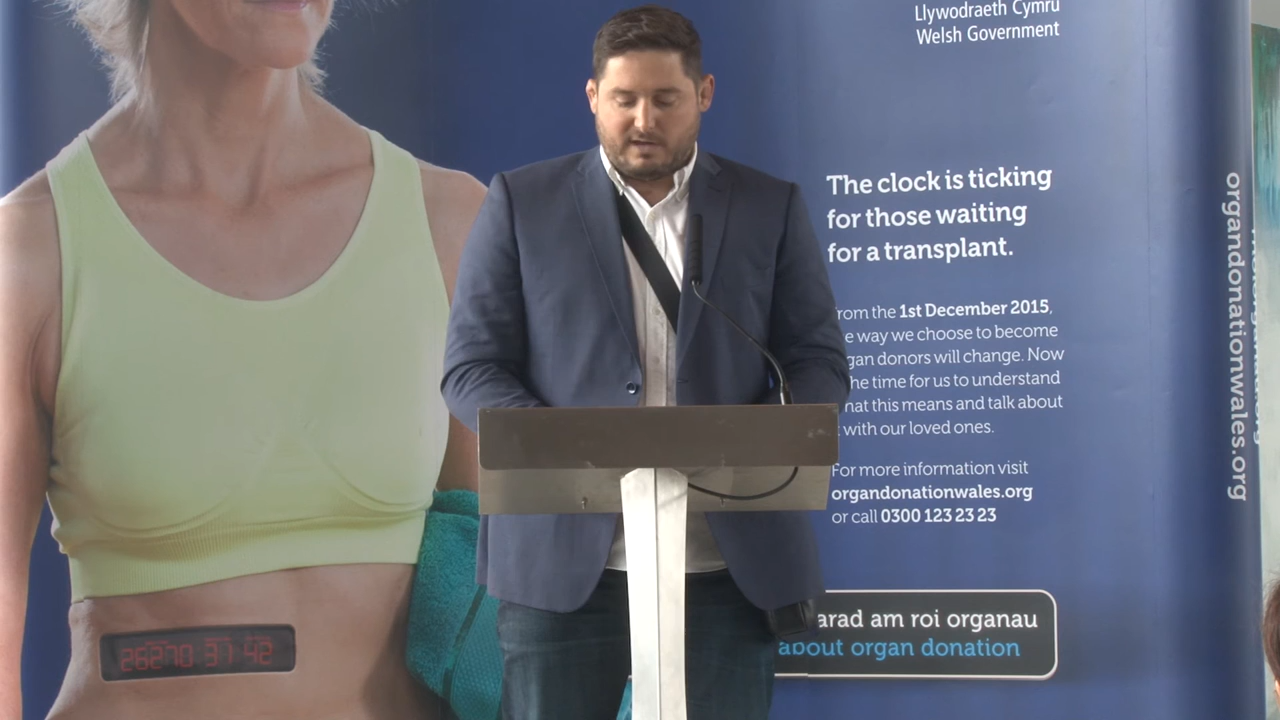 Llywodraeth Cymru
Welsh Government
The clock is ticking
for those waiting
for a transplant.
1st December 2015,
way we choose to become
donors will change. Now
time for us to understand
this means and talk about
with our loved ones.
For more information visit
organdonationwales.org
or call 0300 123 23 23
am roi organau
about organ donation
organdonationwales.org
26270 37 42